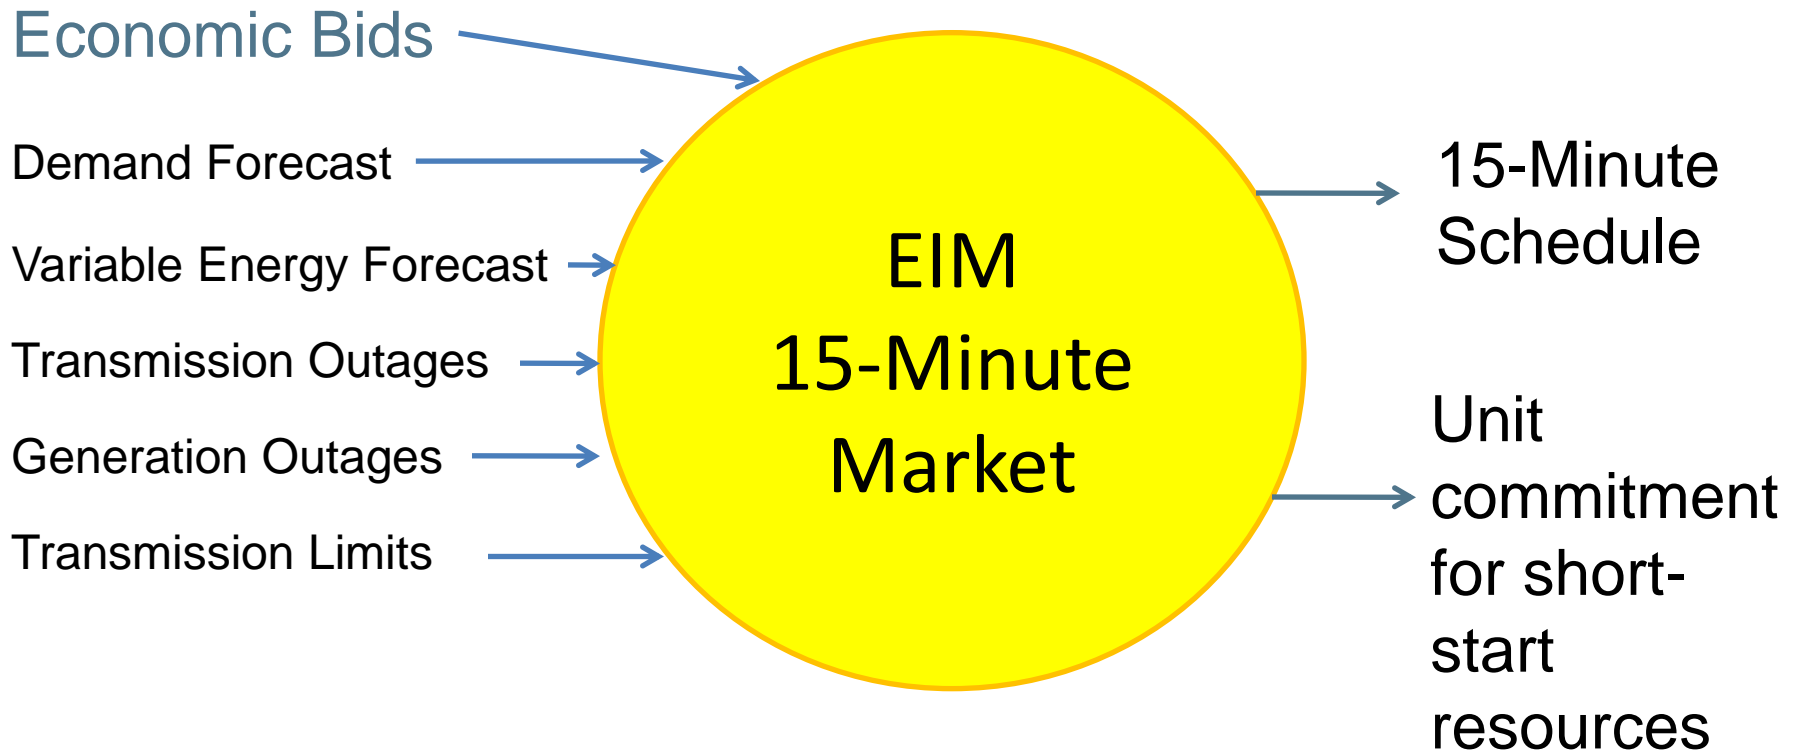 Economic Bids
Demand Forecast
Variable Energy Forecast
Transmission Outages
Generation Outages
Transmission Limits
EIM
15-Minute
Market
15-Minute
Schedule
Unit
commitment
for short-
start
resources